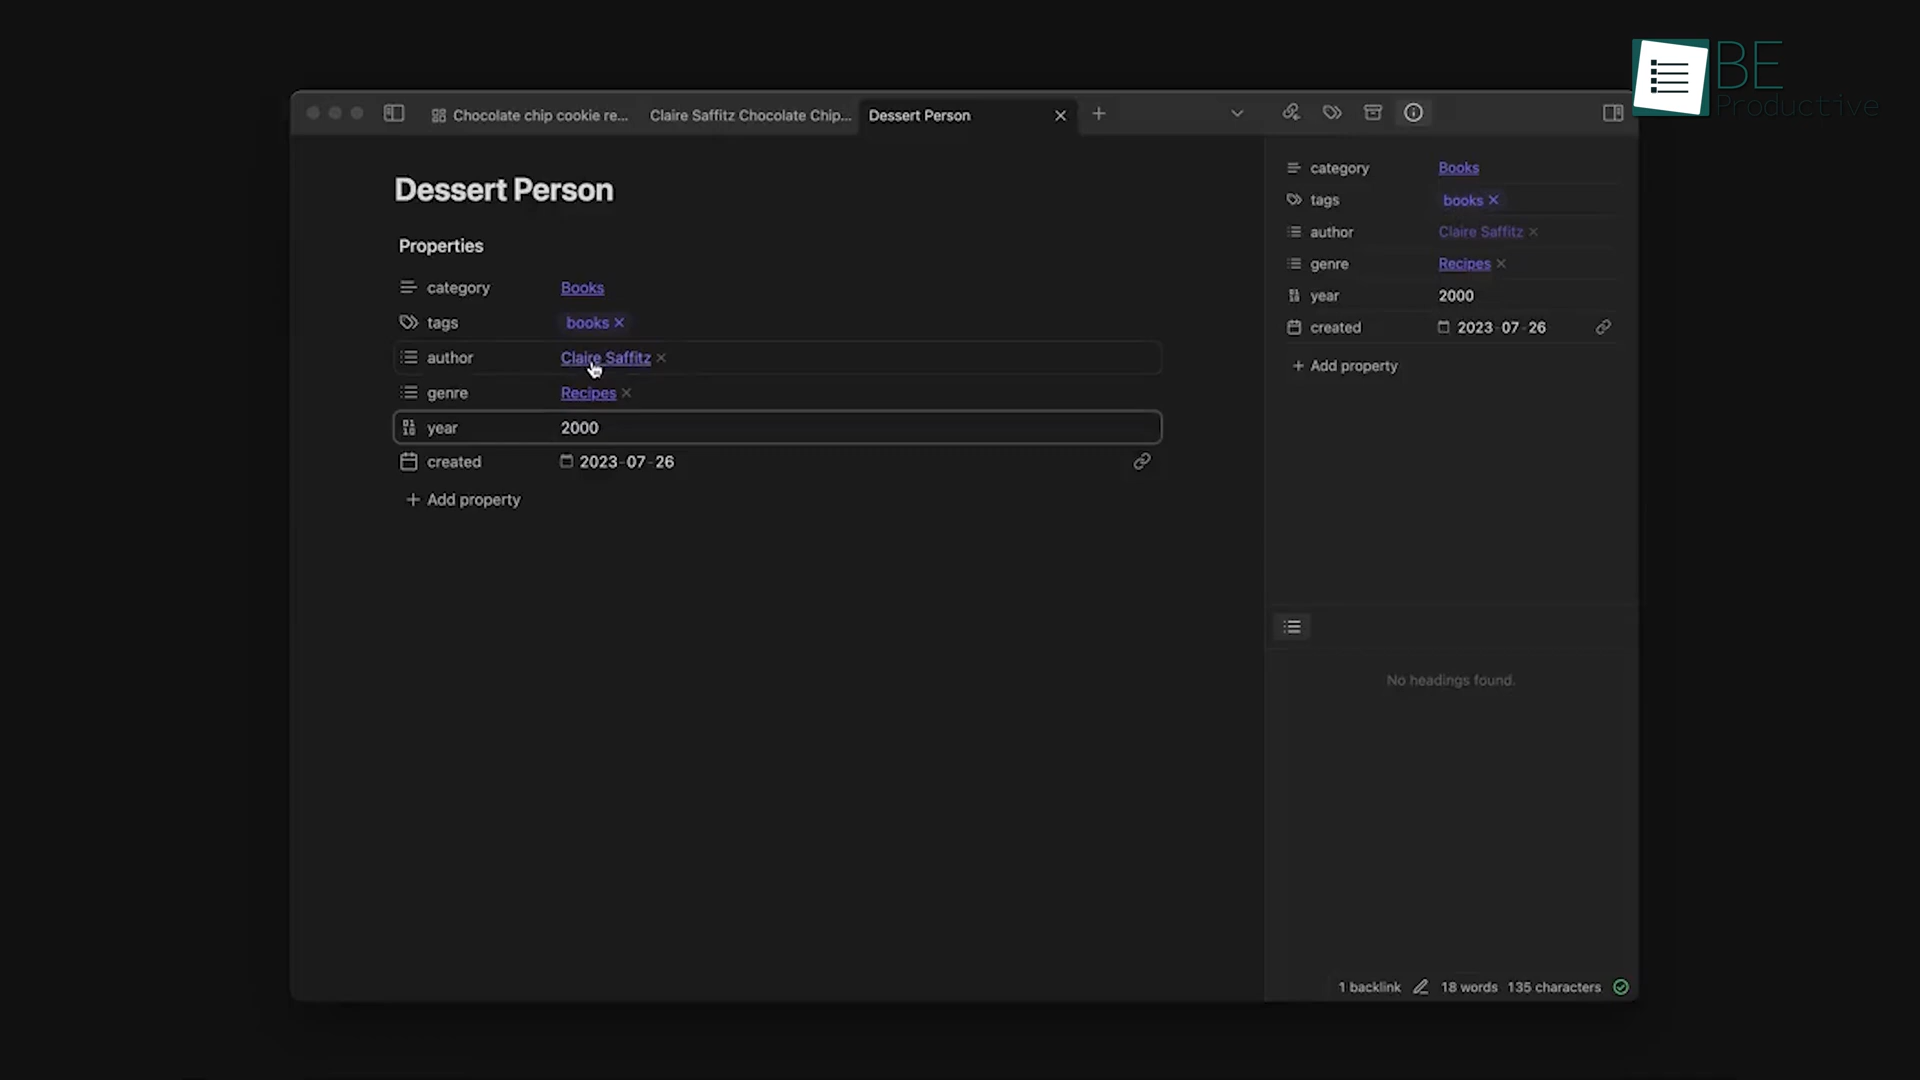 BE
Productive
Chocolate chip cookie re...
Claire Saffitz Chocolate Chip...
Dessert Person
Dessert Person
Properties
category Books
tags books
author Claire Saffitz
genre Recipes
year 2000
created 2023-07-26
+ Add property
category Books
tags books
author Claire Saffitz
genre Recipes
year 2000
created 2023-07-26
+ Add property
No headings found.
1 backlink 18 words 135 characters